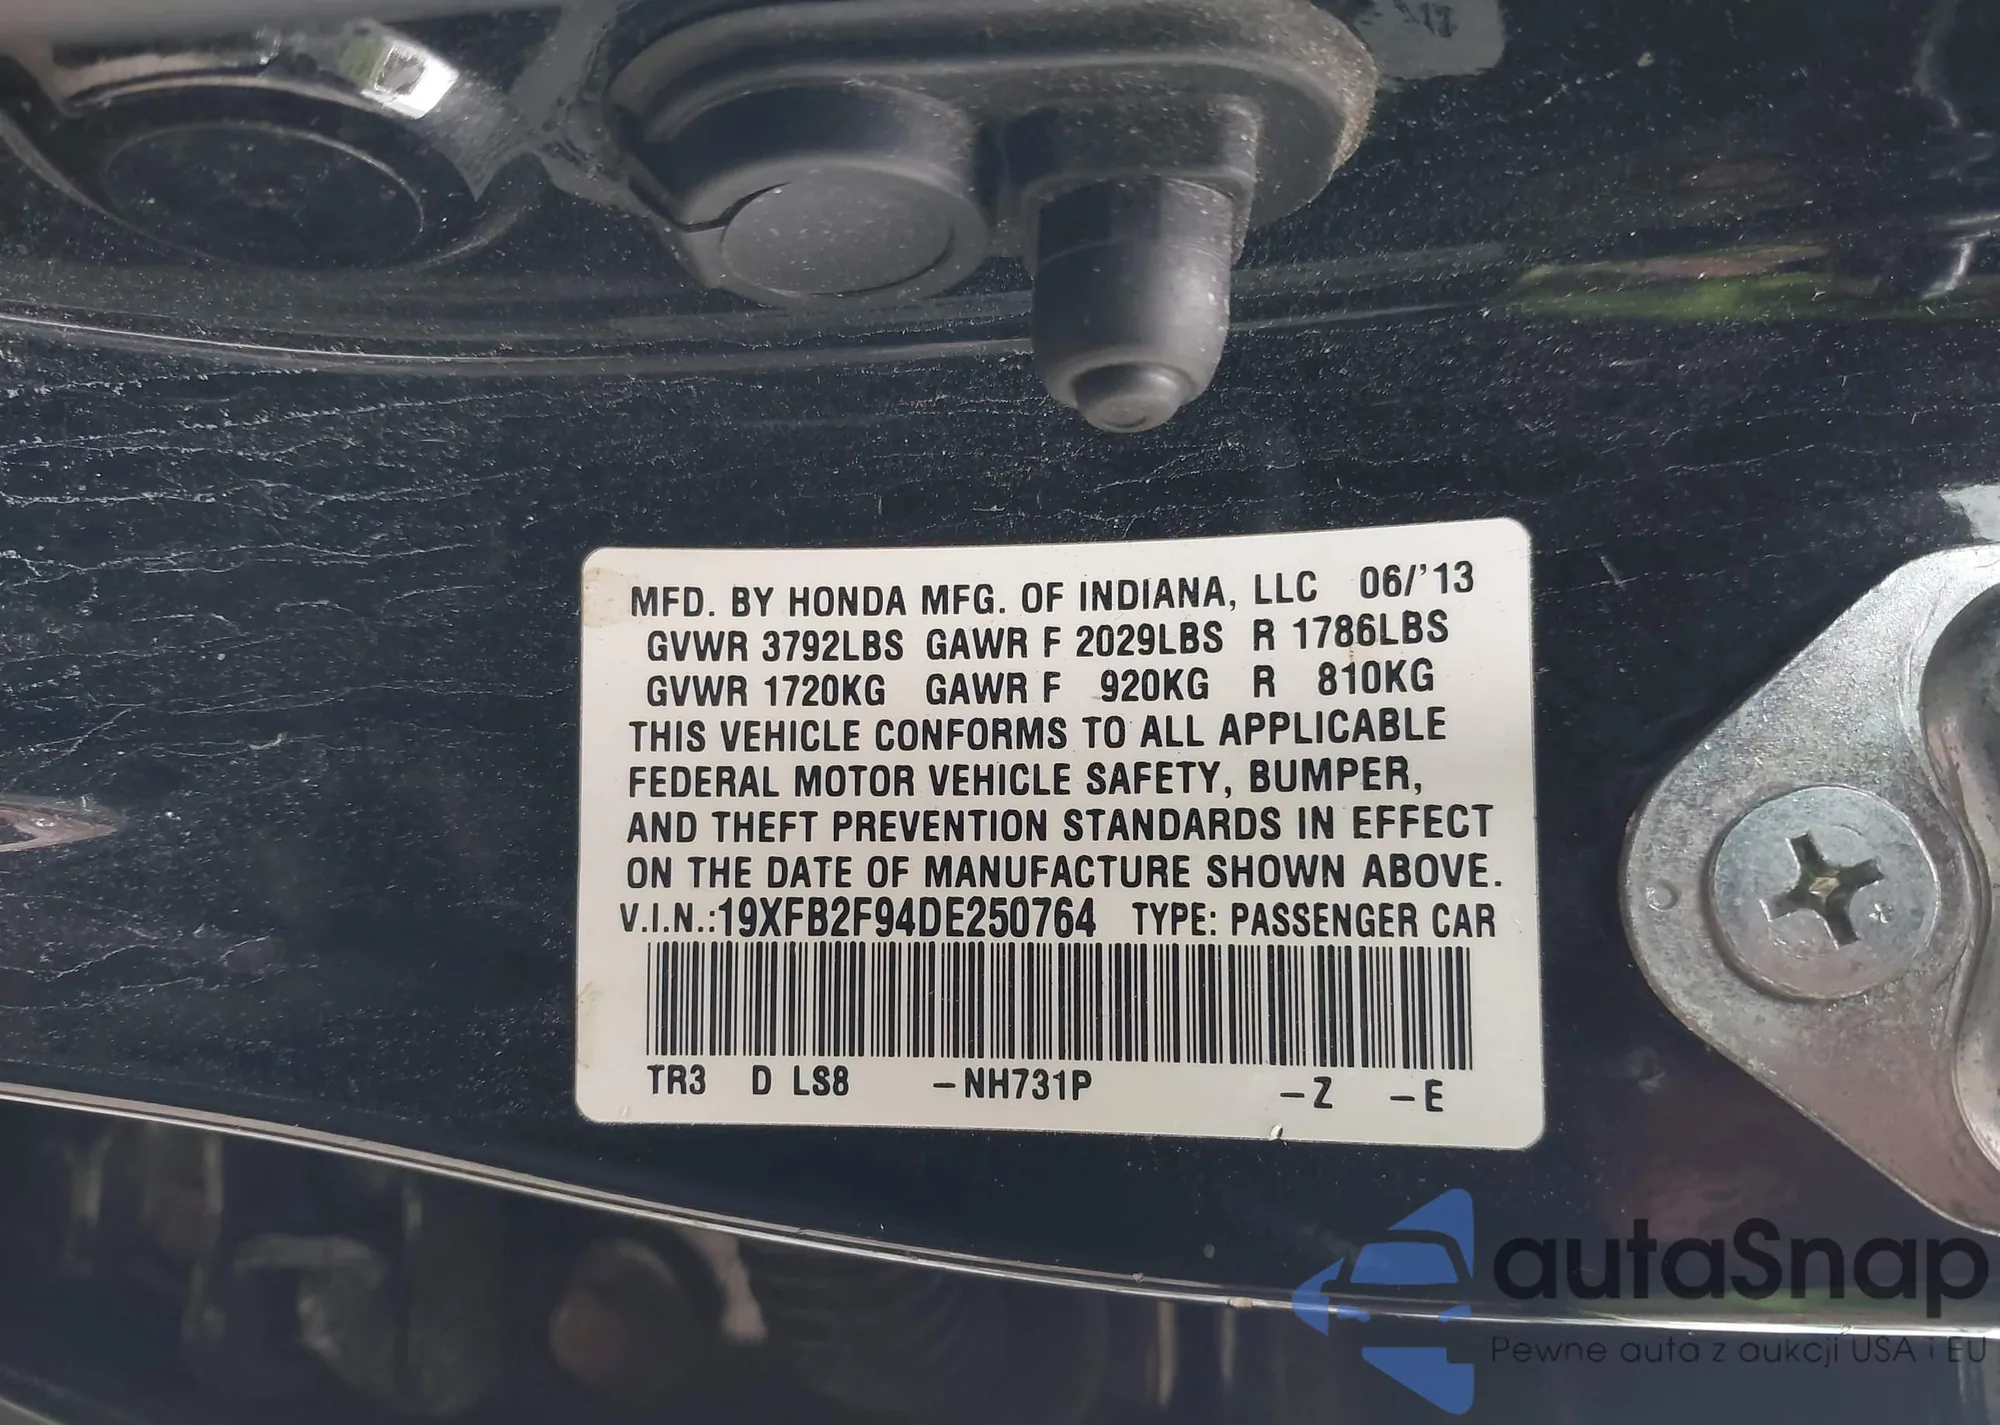 MFD. BY HONDA MFG. OF INDIANA, LLC 06/'13
GVWR 3792LBS GAWR F 2029LBS R 1786LBS
GVWR 1720KG GAWR F 920KG R 810KG
THIS VEHICLE CONFORMS TO ALL APPLICABLE
FEDERAL MOTOR VEHICLE SAFETY, BUMPER,
AND THEFT PREVENTION STANDARDS IN EFFECT
ON THE DATE OF MANUFACTURE SHOWN ABOVE.
V.I.N.:19XFB2F94DE250764 TYPE: PASSENGER CAR
TR3 D LS8 –NH731P –Z –E
autaSnap
Pewne auta z aukcji USA i EU